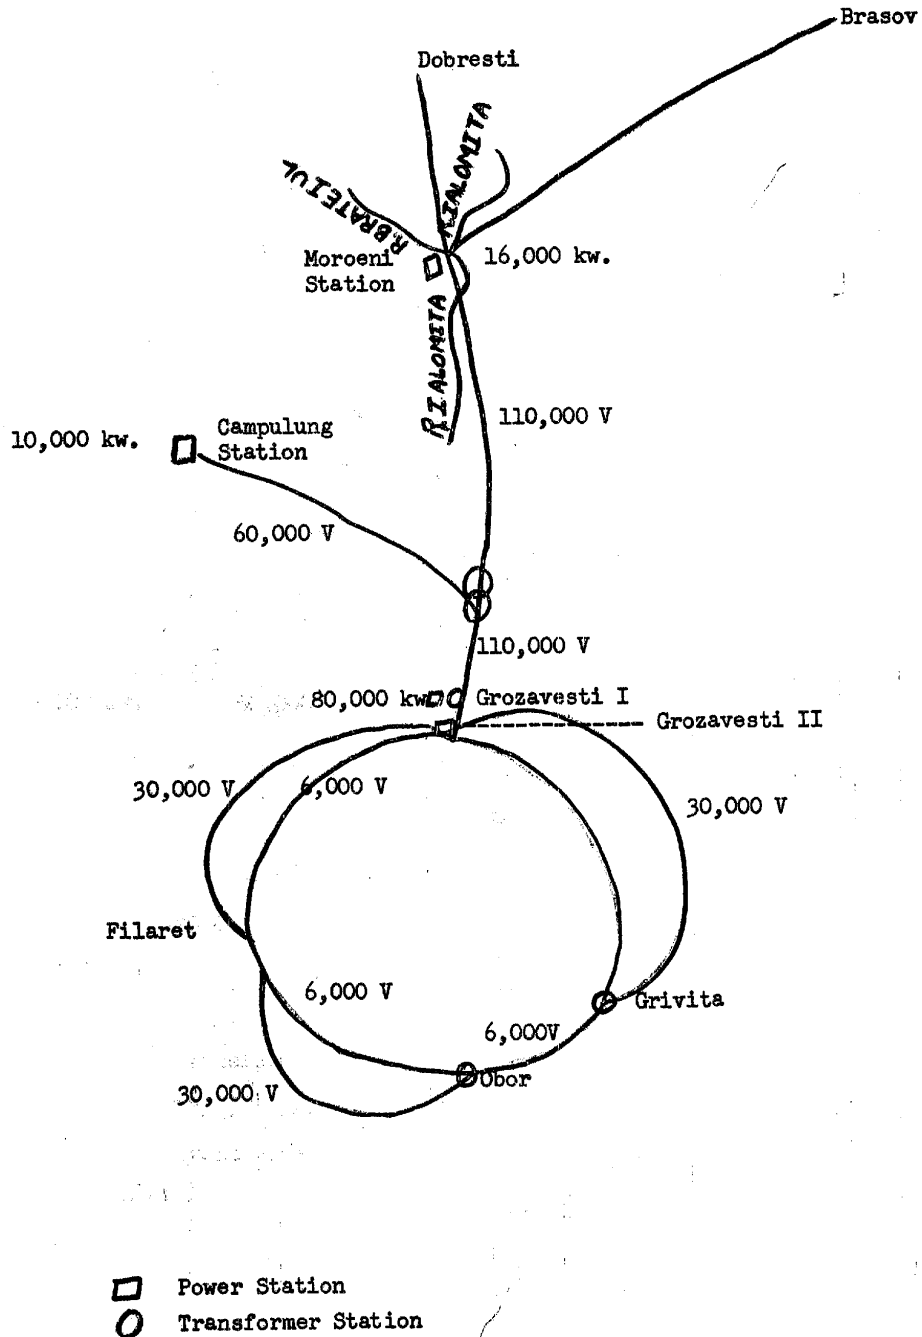 Brasov
Dobresti
R IALOMITA
R.BRATEIUL
Moroeni
Station
16,000 kw.
R IALOMITA
110,000 V
10,000 kw.
Campulung
Station
60,000 V
110,000 V
80,000 kw
Grozavesti I
Grozavesti II
30,000 V
6,000 V
30,000 V
Filaret
6,000 V
Grivita
6,000V
Obor
30,000 V
Power Station
Transformer Station